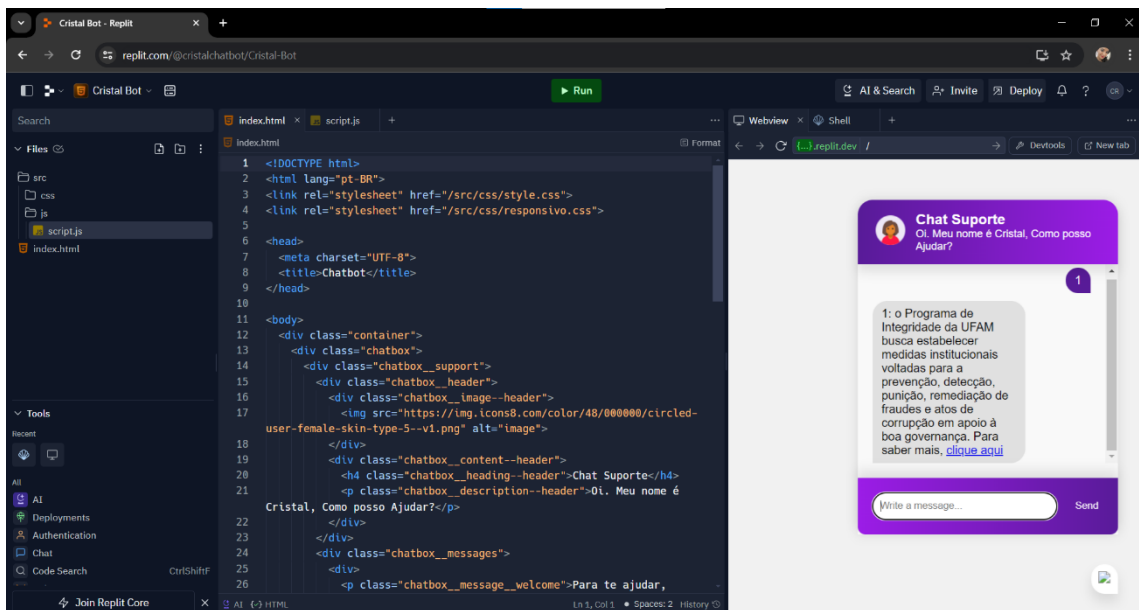 Cristal Bot - Replit
replit.com/@cristalchatbot/Cristal-Bot
Cristal Bot
Run
AI & Search
Invite
Deploy
CR
Search
Files
src
css
js
script.js
index.html
Tools
Recent
All
AI
Deployments
Authentication
Chat
Code Search CtrlShiftF
Join Replit Core
index.html
script.js
index.html
Format
1 <!DOCTYPE html>
2 <html lang="pt-BR">
3 <link rel="stylesheet" href="/src/css/style.css">
4 <link rel="stylesheet" href="/src/css/responsivo.css">
5
6 <head>
7 <meta charset="UTF-8">
8 <title>Chatbot</title>
9 </head>
10
11 <body>
12 <div class="container">
13 <div class="chatbox">
14 <div class="chatbox__support">
15 <div class="chatbox__header">
16 <div class="chatbox__image--header">
17 <img src="https://img.icons8.com/color/48/000000/circled-
user-female-skin-type-5--v1.png" alt="image">
18 </div>
19 <div class="chatbox__content--header">
20 <h4 class="chatbox__heading--header">Chat Suporte</h4>
21 <p class="chatbox__description--header">Oi. Meu nome é
Cristal, Como posso Ajudar?</p>
22 </div>
23 </div>
24 <div class="chatbox__messages">
25 <div>
26 <p class="chatbox__message__welcome">Para te ajudar,
AI {-} HTML
Ln 1, Col 1 • Spaces: 2 History
Webview
Shell
{...}.replit.dev /
Devtools
New tab
Chat Suporte
Oi. Meu nome é Cristal, Como posso
Ajudar?
1
1: o Programa de
Integridade da UFAM
busca estabelecer
medidas institucionais
voltadas para a
prevenção, detecção,
punição, remediação de
fraudes e atos de
corrupção em apoio à
boa governança. Para
saber mais, clique aqui
Write a message...
Send